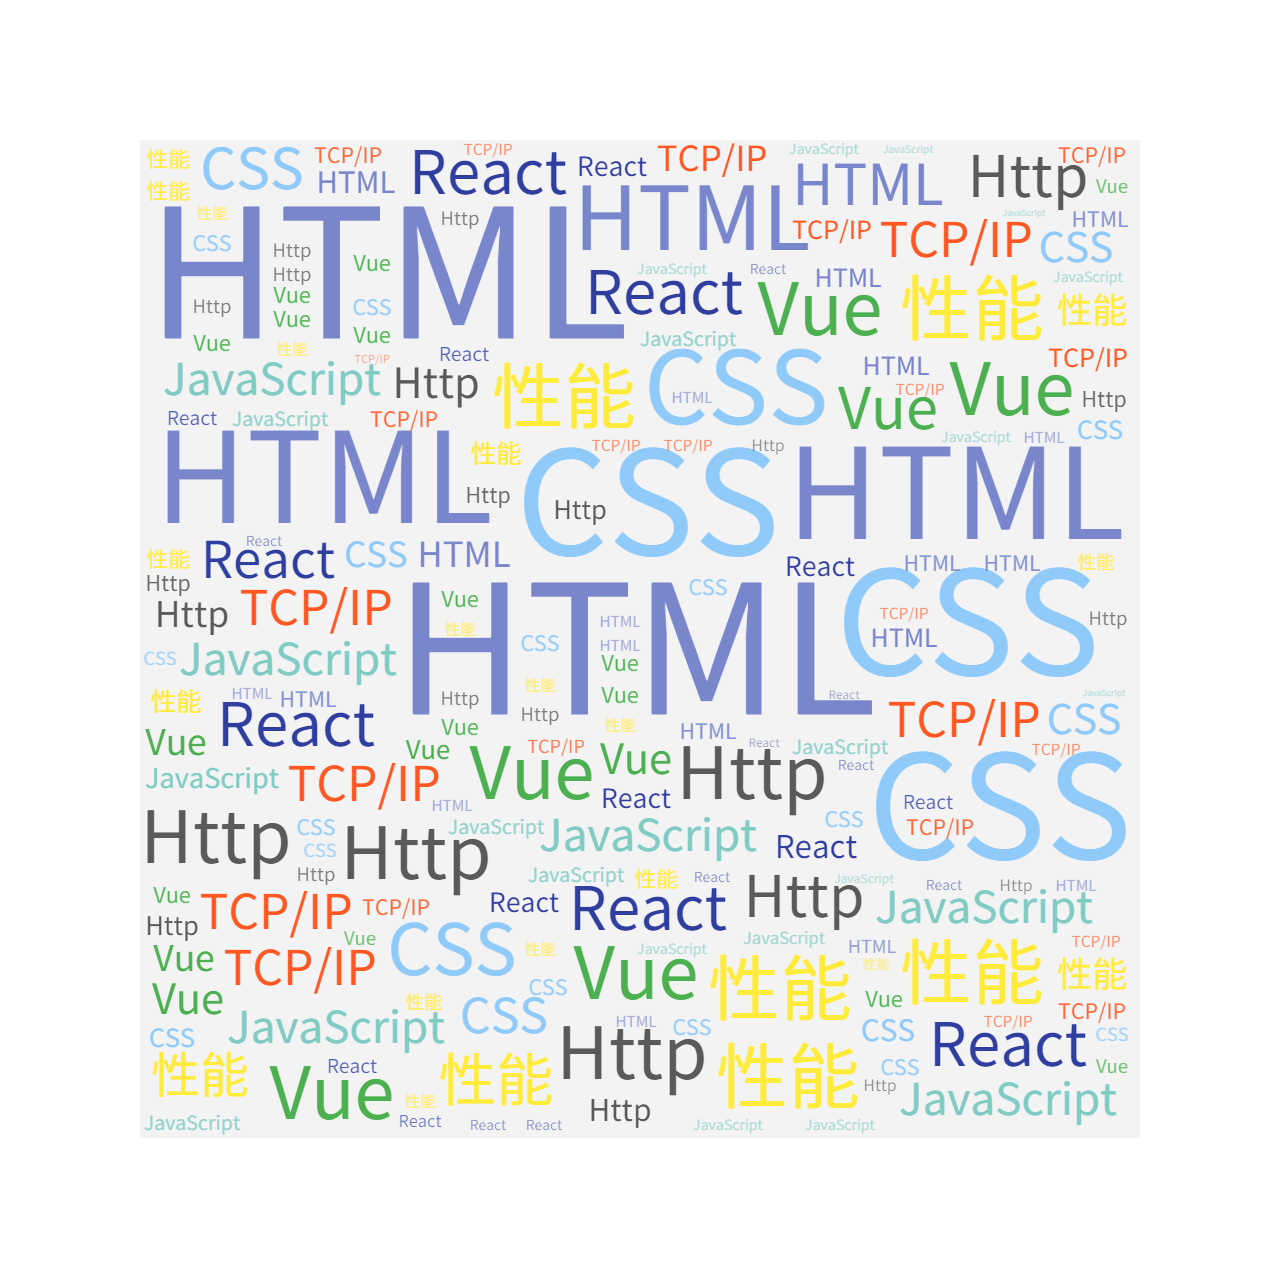 性能 CSS TCP/IP TCP/IP React React TCP/IP JavaScript JavaScript Http TCP/IP
性能 HTML HTML HTML Vue
性能 HTML Http JavaScript HTML
CSS Http Vue TCP/IP TCP/IP CSS
Http JavaScript React HTML JavaScript
Http Vue CSS React Vue 性能 性能
Vue Vue Vue JavaScript
性能 TCP/IP React CSS HTML TCP/IP
JavaScript Http 性能 HTML Vue TCP/IP Vue Http
React JavaScript TCP/IP JavaScript HTML CSS
HTML 性能 CSS TCP/IP TCP/IP Http HTML
Http Http
性能 React React CSS HTML React HTML HTML 性能
Http HTML CSS CSS
Http TCP/IP Vue HTML TCP/IP Http
CSS JavaScript 性能 CSS HTML HTML
Vue
性能 HTML HTML Http 性能 Vue React JavaScript
React Http 性能 TCP/IP CSS
Vue Vue Vue TCP/IP Vue HTML React JavaScript TCP/IP
JavaScript TCP/IP Vue React Http React CSS
HTML React
Http CSS Http JavaScript JavaScript CSS TCP/IP
CSS React
Http JavaScript 性能 React Http JavaScript React Http HTML
Vue TCP/IP TCP/IP React React JavaScript
Http Vue CSS 性能 JavaScript JavaScript HTML TCP/IP
Vue TCP/IP Vue 性能 性能 性能 性能
Vue 性能 CSS Vue TCP/IP
CSS JavaScript CSS HTML CSS CSS TCP/IP React CSS
性能 React 性能 Http 性能 CSS Vue
Vue 性能 Http Http JavaScript
JavaScript React React React JavaScript JavaScript